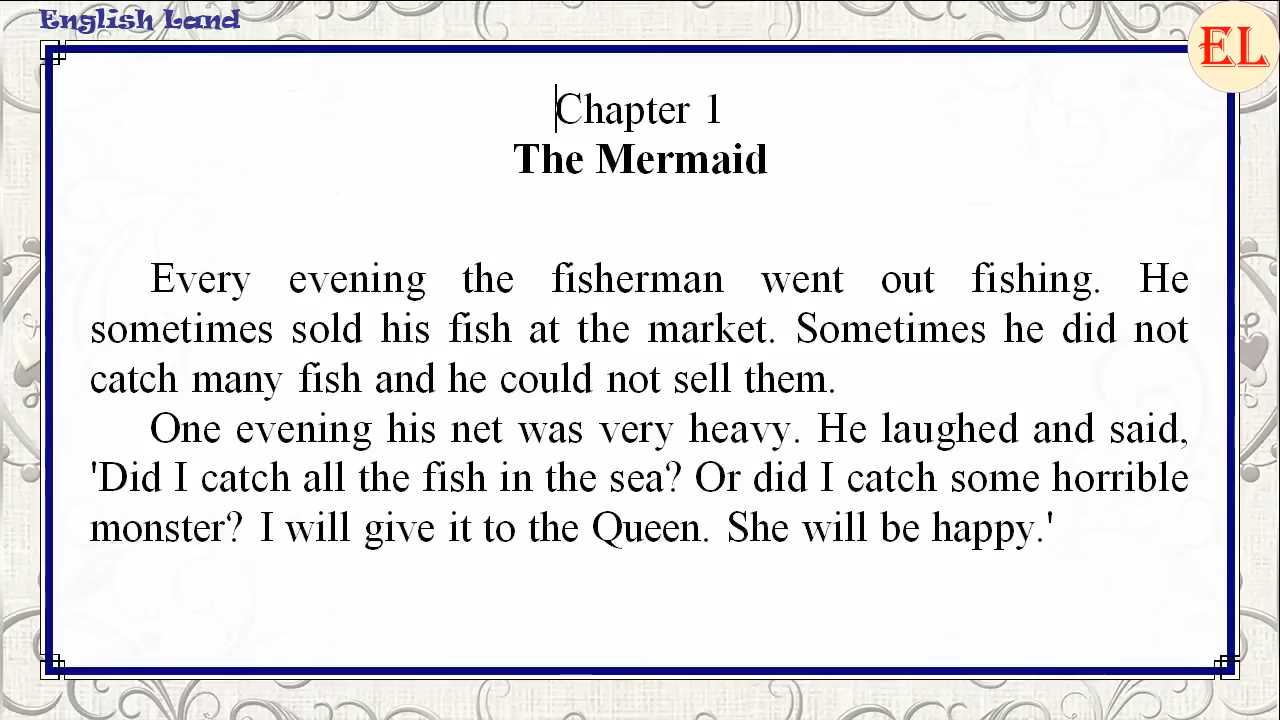 English Land
EL
Chapter 1
The Mermaid
Every evening the fisherman went out fishing. He
sometimes sold his fish at the market. Sometimes he did not
catch many fish and he could not sell them.
One evening his net was very heavy. He laughed and said,
'Did I catch all the fish in the sea? Or did I catch some horrible
monster? I will give it to the Queen. She will be happy.'